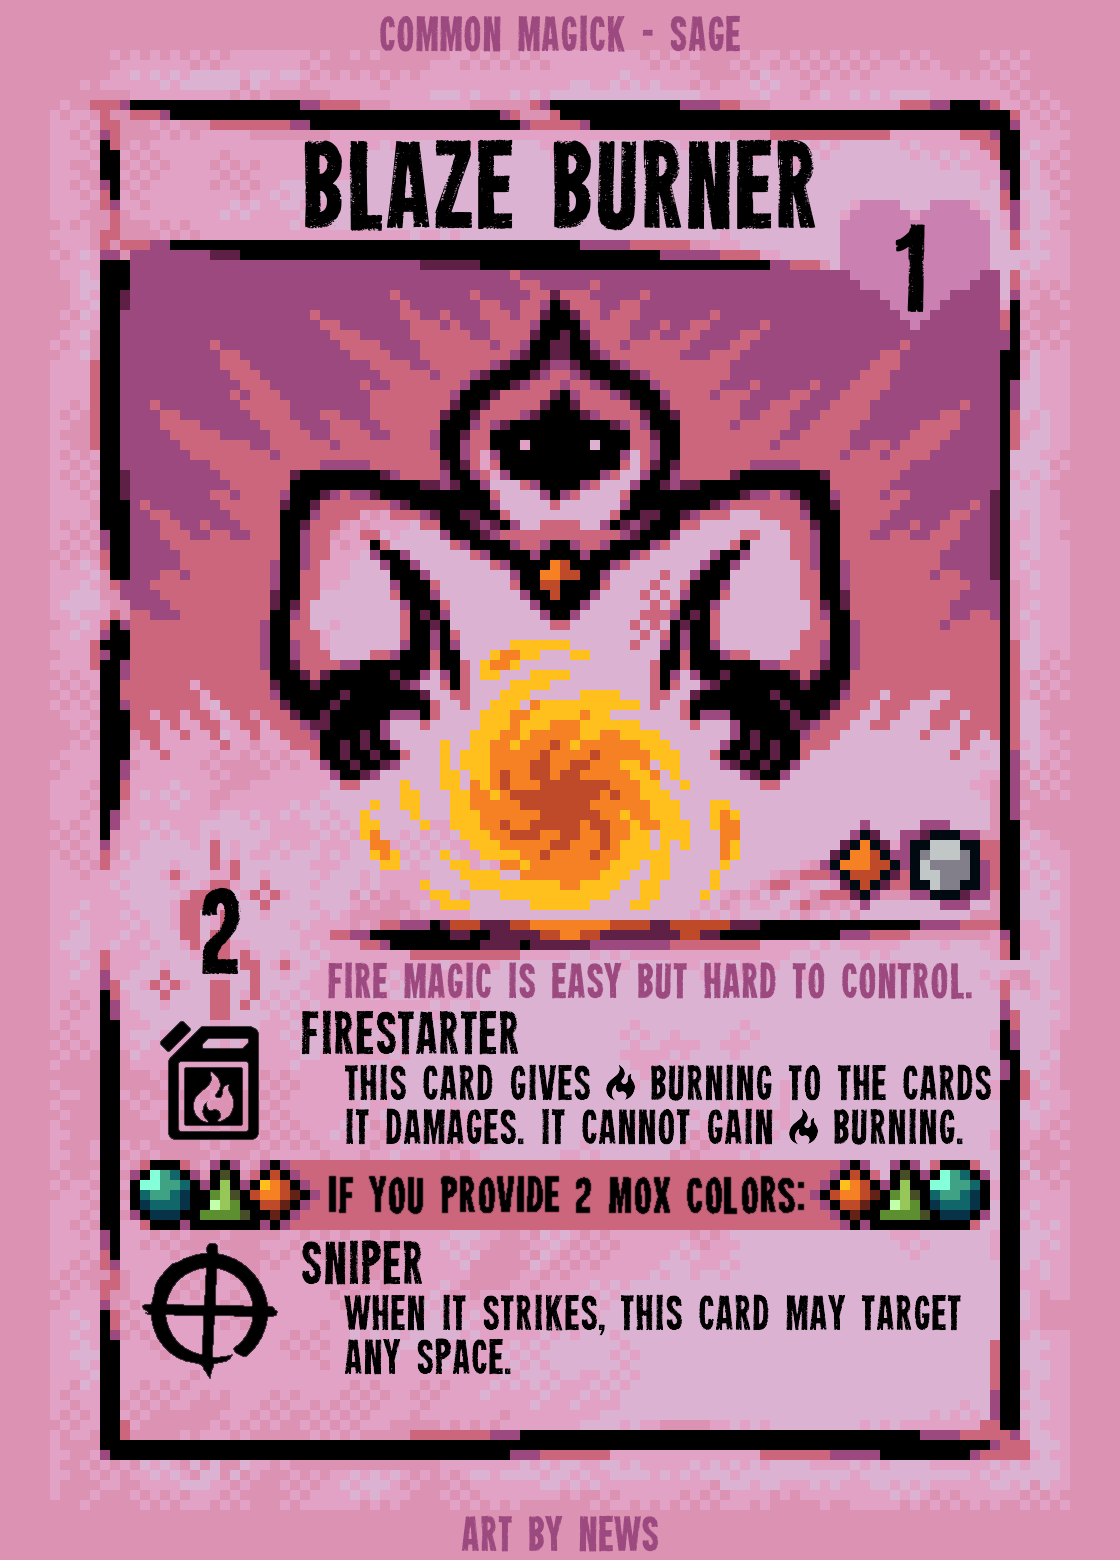 COMMON MAGICK - SAGE
BLAZE BURNER
1
2
FIRE MAGIC IS EASY BUT HARD TO CONTROL.
FIRESTARTER
THIS CARD GIVES BURNING TO THE CARDS
IT DAMAGES. IT CANNOT GAIN BURNING.
IF YOU PROVIDE 2 MOX COLORS:
SNIPER
WHEN IT STRIKES, THIS CARD MAY TARGET
ANY SPACE.
ART BY NEWS